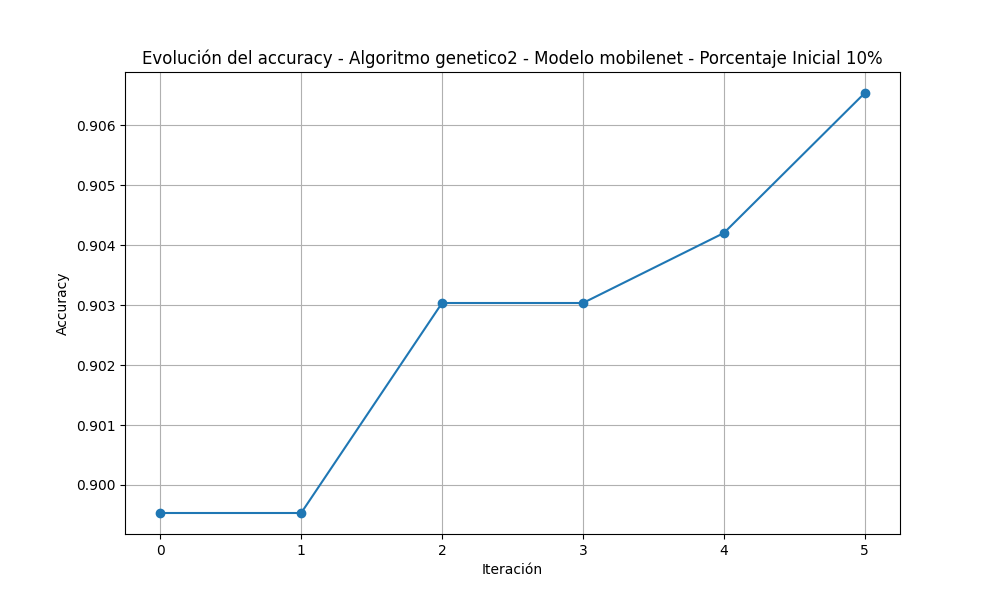 Evolución del accuracy - Algoritmo genetico2 - Modelo mobilenet - Porcentaje Inicial 10%
0.906
0.905
0.904
0.903
0.902
0.901
0.900
Accuracy
0 1 2 3 4 5
Iteración